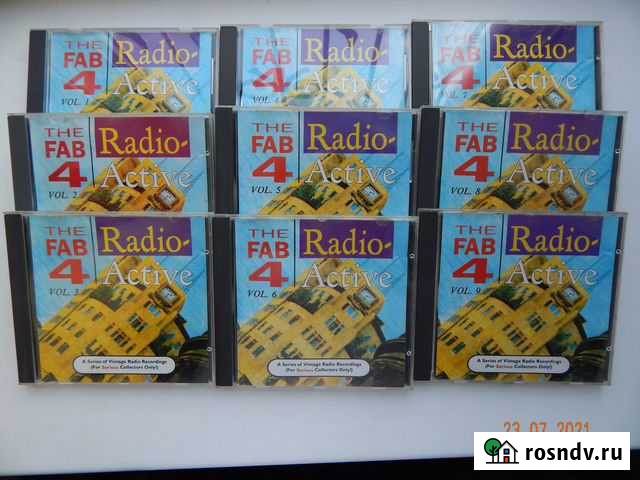 THE FAB 4
VOL. 1
Radio-
Active
THE FAB 4
VOL. 4
Radio-
Active
THE FAB 4
VOL. 7
Radio-
Active
THE FAB 4
VOL. 2
Radio-
Active
THE FAB 4
VOL. 5
Radio-
Active
THE FAB 4
VOL. 8
Radio-
Active
THE FAB 4
VOL. 3
Radio-
Active
A Series of Vintage Radio Recordings
(For Serious Collectors Only!)
THE FAB 4
VOL. 6
Radio-
Active
A Series of Vintage Radio Recordings
(For Serious Collectors Only!)
THE FAB 4
VOL. 9
Radio-
Active
A Series of Vintage Radio Recordings
(For Serious Collectors Only!)
23 07 2021
rosndv.ru